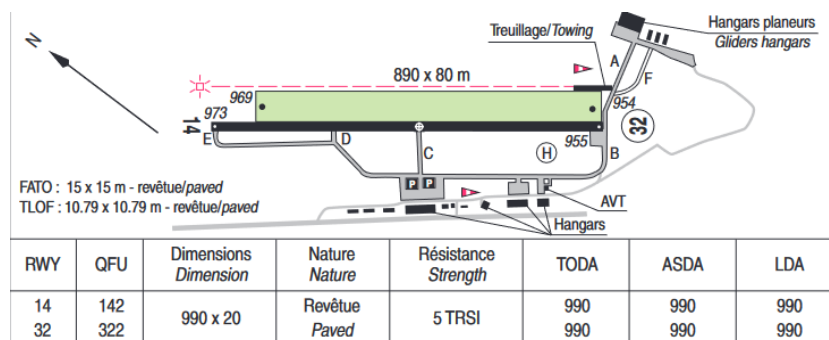 Hangars planeurs
Gliders hangars
Treuillage/Towing
N
890 x 80 m
A
F
969
973
954
14
32
E
D
C
955
H
B
P
P
FATO : 15 x 15 m - revêtue/paved
TLOF : 10.79 x 10.79 m - revêtue/paved
AVT
Hangars
RWY QFU Dimensions Nature Résistance TODA ASDA LDA
Dimension Nature Strength
14 142 990 x 20 Revêtue 5 TRSI 990 990 990
32 322 Paved 990 990 990